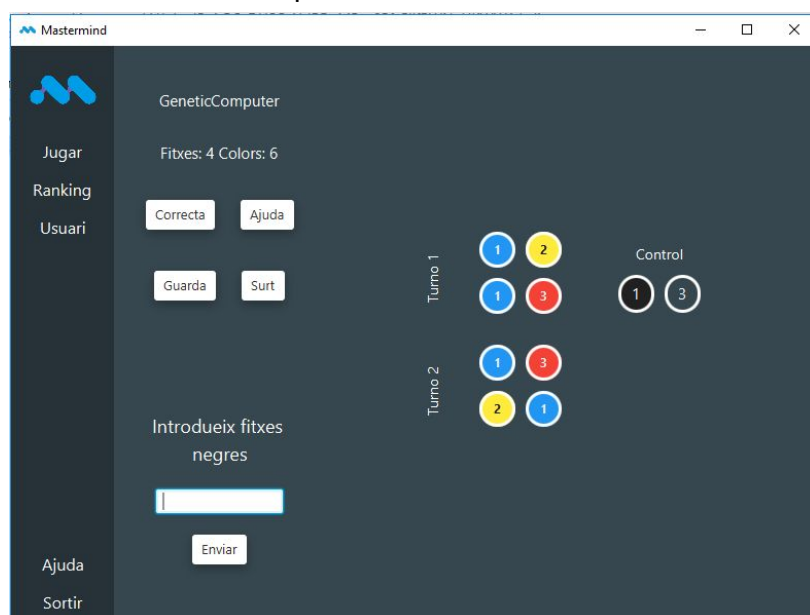 Mastermind
Jugar
Ranking
Usuari
Ajuda
Sortir
GeneticComputer
Fitxes: 4 Colors: 6
Correcta Ajuda
Guarda Surt
Introdueix fitxes
negres
Enviar
Turno 1
1 2
1 3
Control
1 3
Turno 2
1 3
2 1